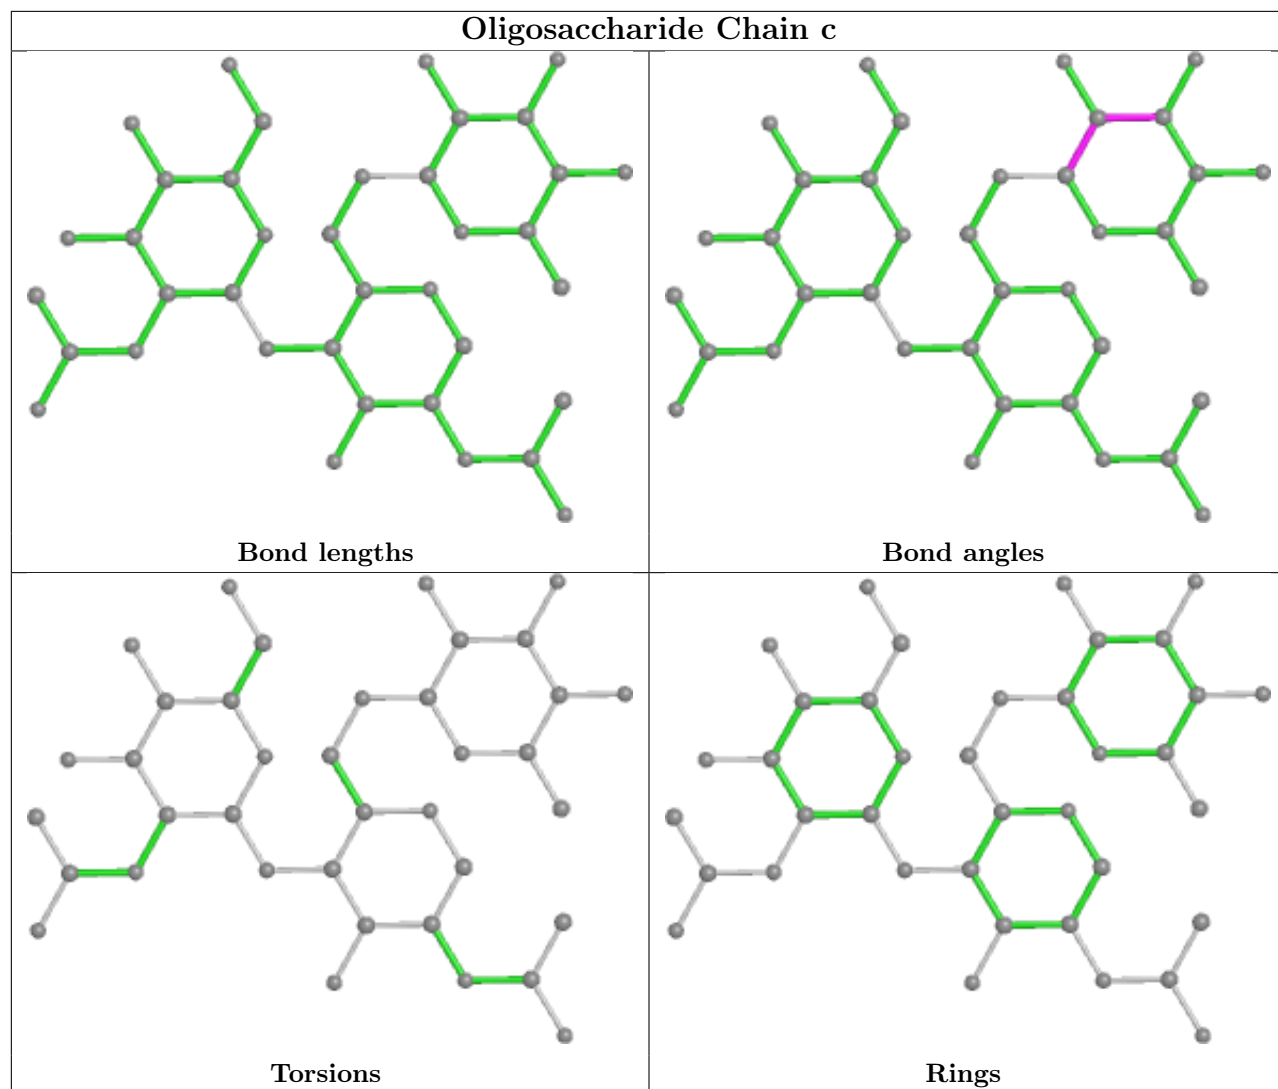 Oligosaccharide Chain c
Bond lengths
Bond angles
Torsions
Rings